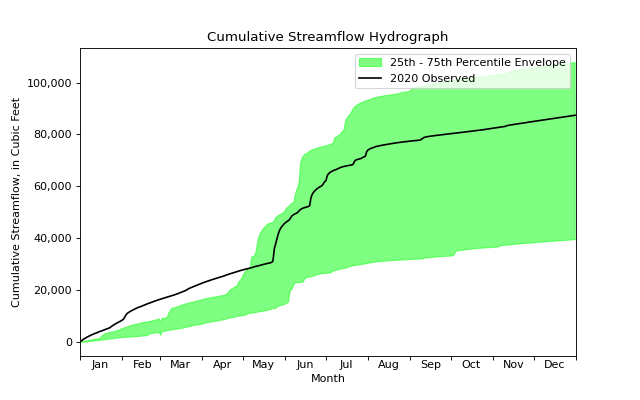 Cumulative Streamflow Hydrograph
25th - 75th Percentile Envelope
2020 Observed
Cumulative Streamflow, in Cubic Feet
100,000
80,000
60,000
40,000
20,000
0
Jan Feb Mar Apr May Jun Jul Aug Sep Oct Nov Dec
Month